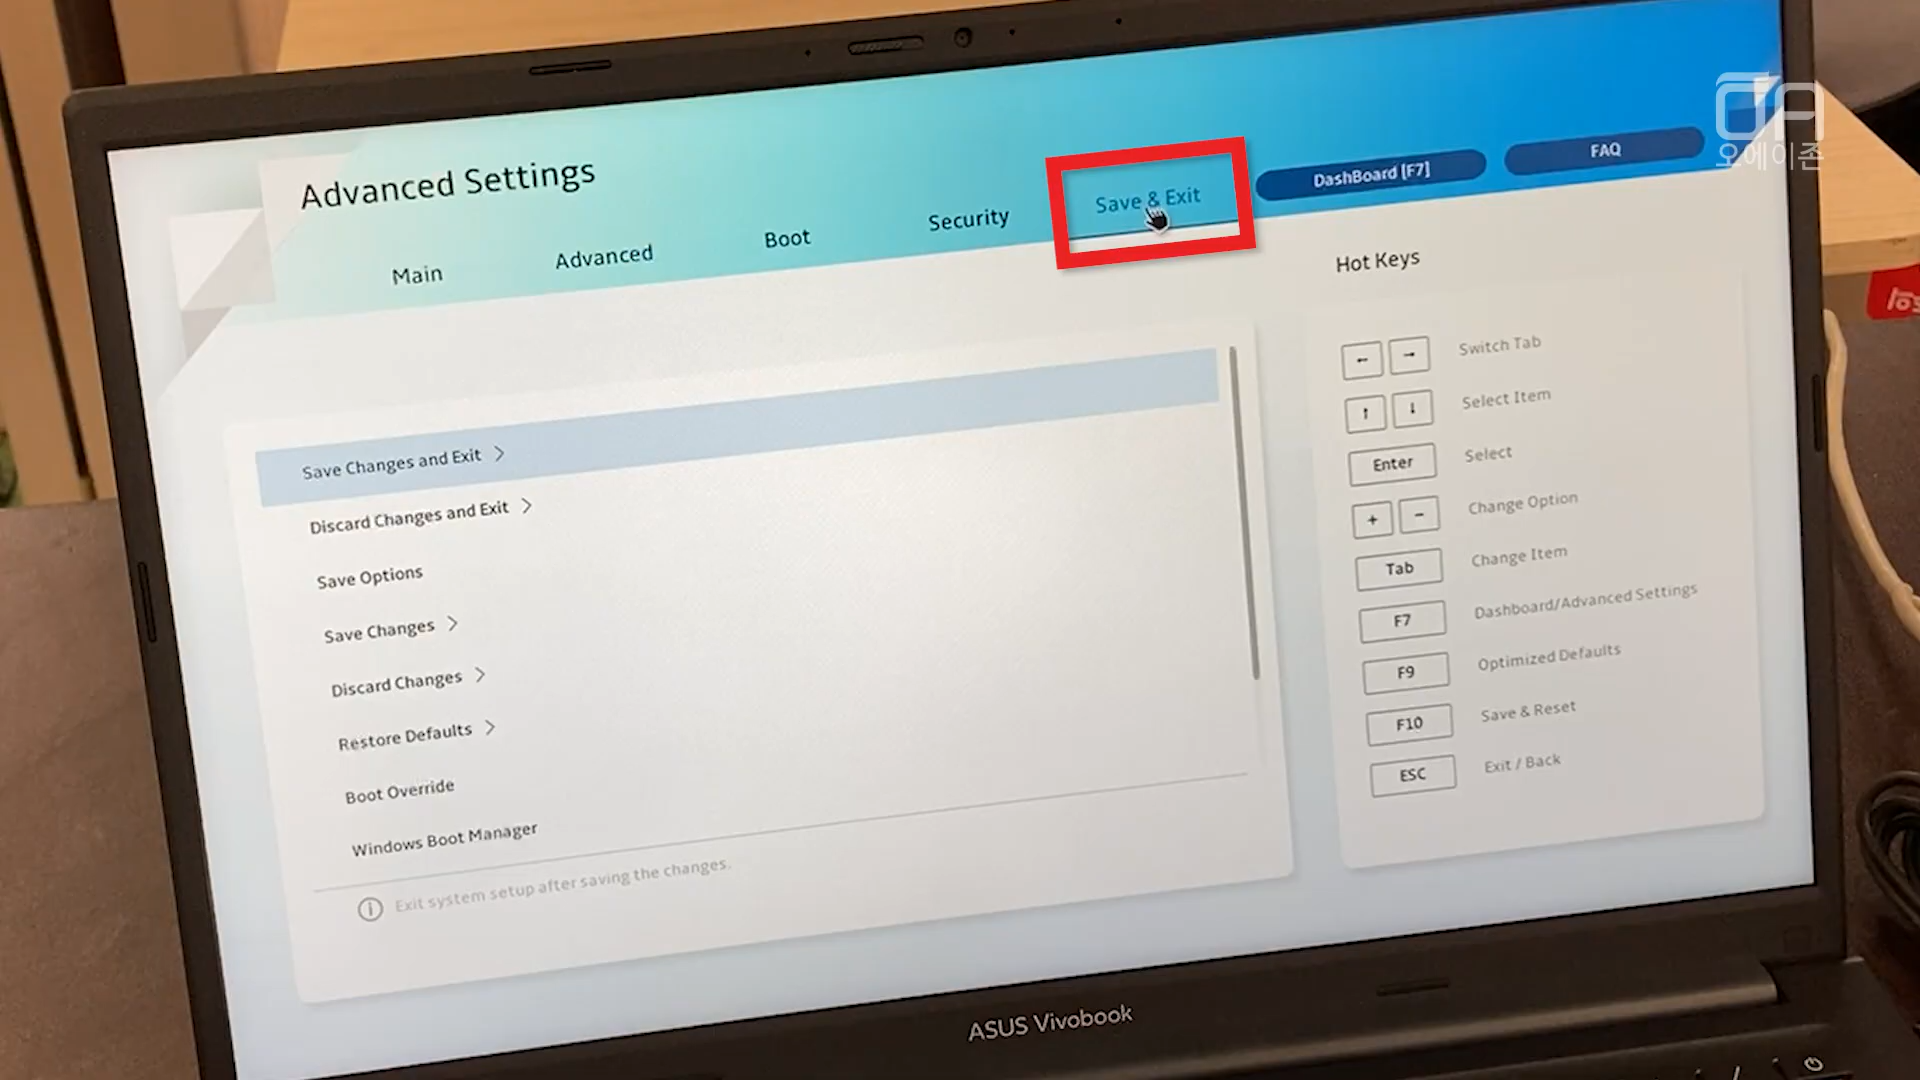 OA
오에이존
Advanced Settings
Main
Advanced
Boot
Security
Save & Exit
DashBoard [F7]
FAQ
Save Changes and Exit >
Discard Changes and Exit >
Save Options
Save Changes >
Discard Changes >
Restore Defaults >
Boot Override
Windows Boot Manager
Exit system setup after saving the changes.
Hot Keys
← → Switch Tab
↑ ↓ Select Item
Enter Select
+ - Change Option
Tab Change Item
F7 Dashboard/Advanced Settings
F9 Optimized Defaults
F10 Save & Reset
ESC Exit / Back
ASUS Vivobook